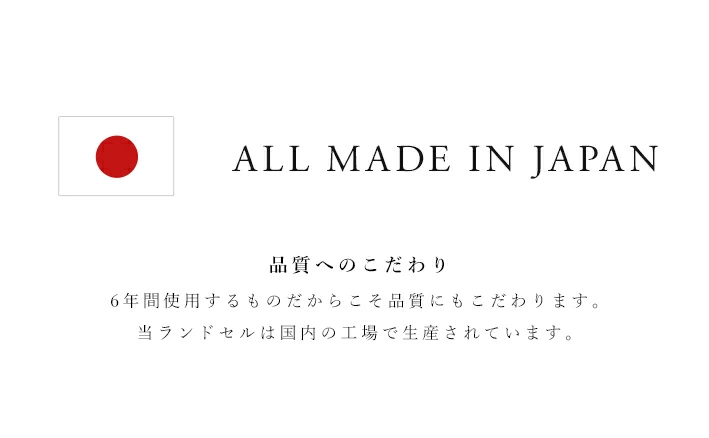 ALL MADE IN JAPAN
品質へのこだわり
6年間使用するものだからこそ品質にもこだわります。
当ランドセルは国内の工場で生産されています。